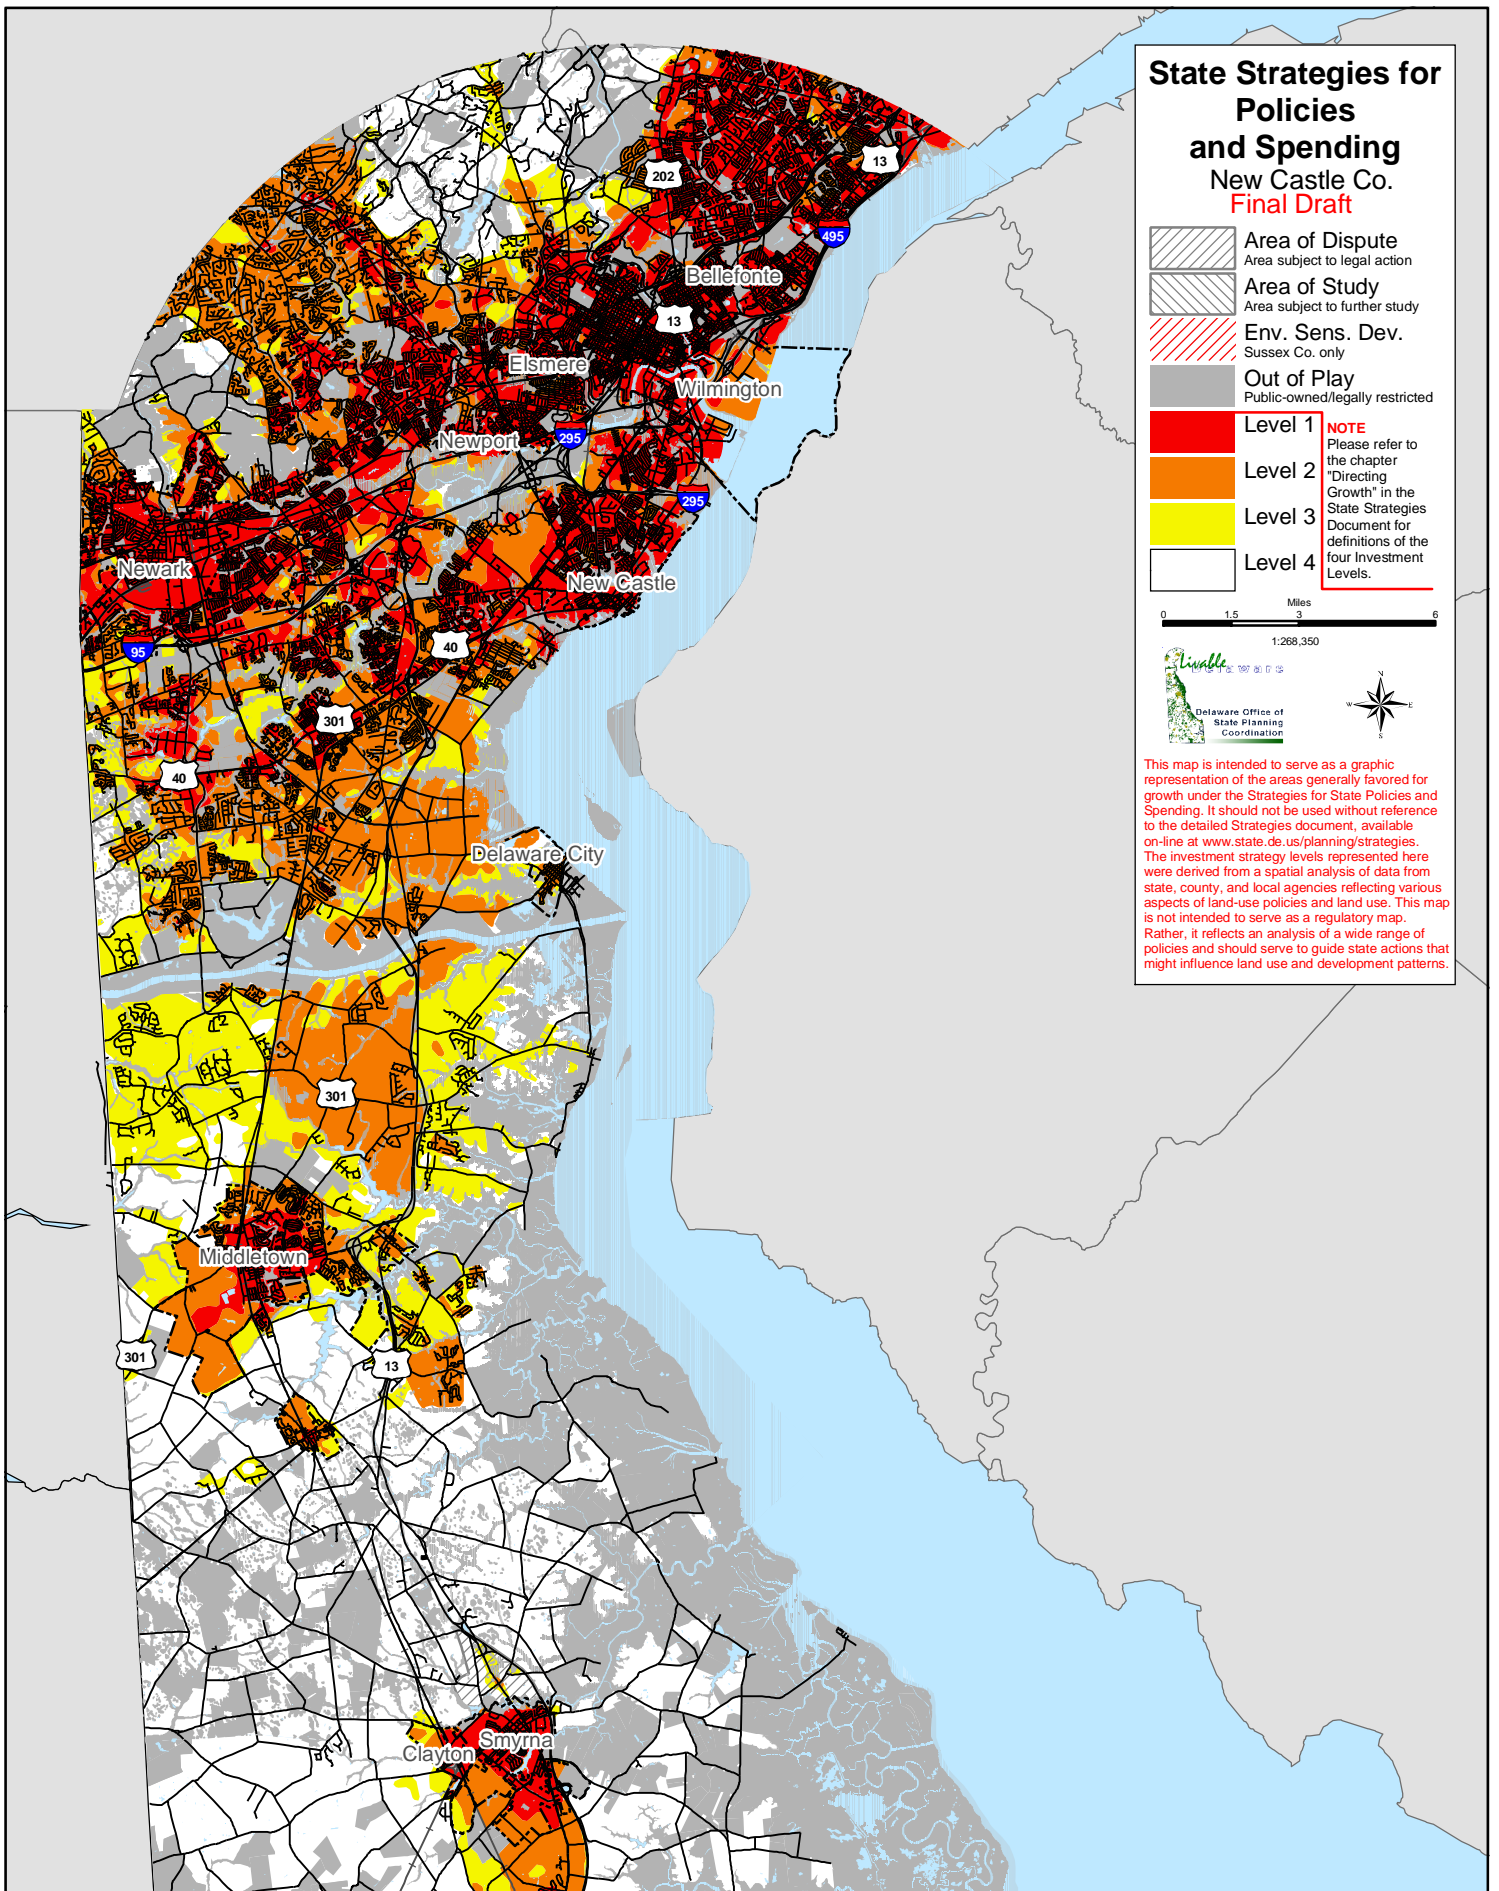 State Strategies for
Policies
and Spending
New Castle Co.
Final Draft
Area of Dispute
Area subject to legal action
Area of Study
Area subject to further study
Env. Sens. Dev.
Sussex Co. only
Out of Play
Public-owned/legally restricted
Level 1
Level 2
Level 3
Level 4
NOTE
Please refer to
the chapter
"Directing
Growth" in the
State Strategies
Document for
definitions of the
four Investment
Levels.
Miles
0 1.5 3 6
1:268,350
Livable
Delaware
Delaware Office of
State Planning
Coordination
N
W E
S
This map is intended to serve as a graphic
representation of the areas generally favored for
growth under the Strategies for State Policies and
Spending. It should not be used without reference
to the detailed Strategies document, available
on-line at www.state.de.us/planning/strategies.
The investment strategy levels represented here
were derived from a spatial analysis of data from
state, county, and local agencies reflecting various
aspects of land-use policies and land use. This map
is not intended to serve as a regulatory map.
Rather, it reflects an analysis of a wide range of
policies and should serve to guide state actions that
might influence land use and development patterns.
13
202
495
Bellefonte
13
Elsmere
Wilmington
Newport
295
295
Newark
New Castle
95
40
301
40
Delaware City
301
Middletown
301
13
Smyrna
Clayton